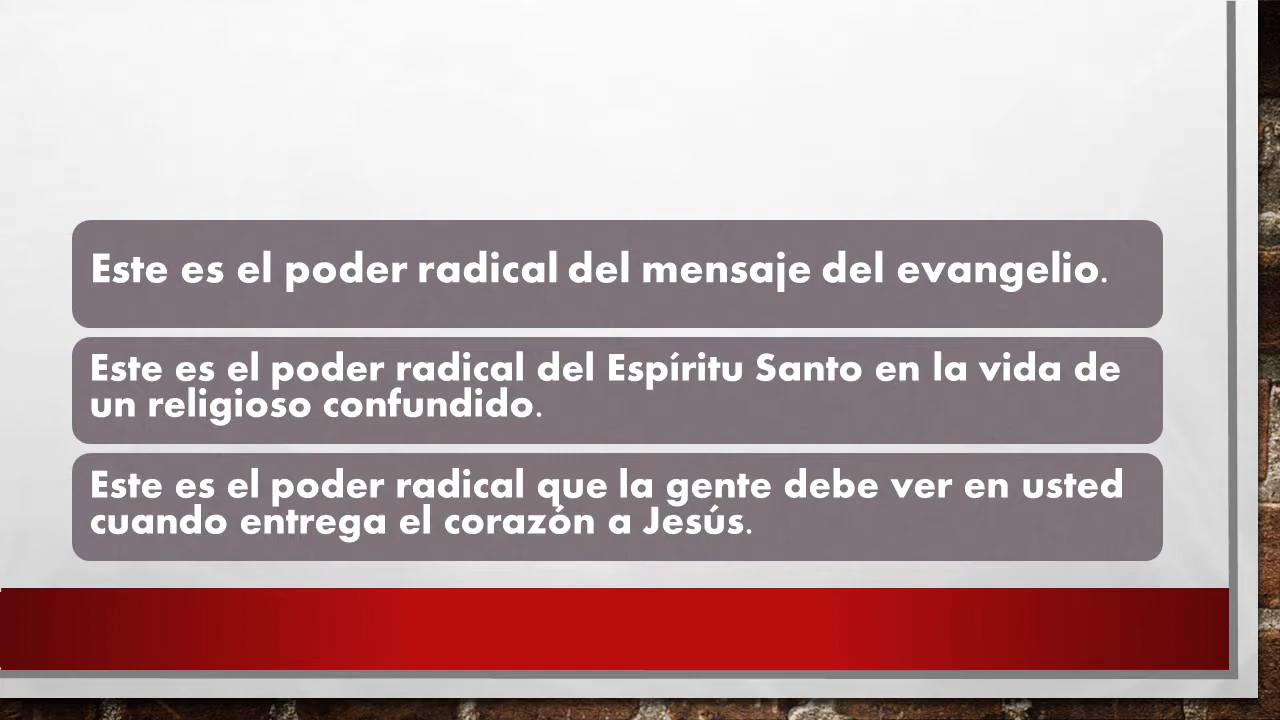 Este es el poder radical del mensaje del evangelio.
Este es el poder radical del Espíritu Santo en la vida de
un religioso confundido.
Este es el poder radical que la gente debe ver en usted
cuando entrega el corazón a Jesús.